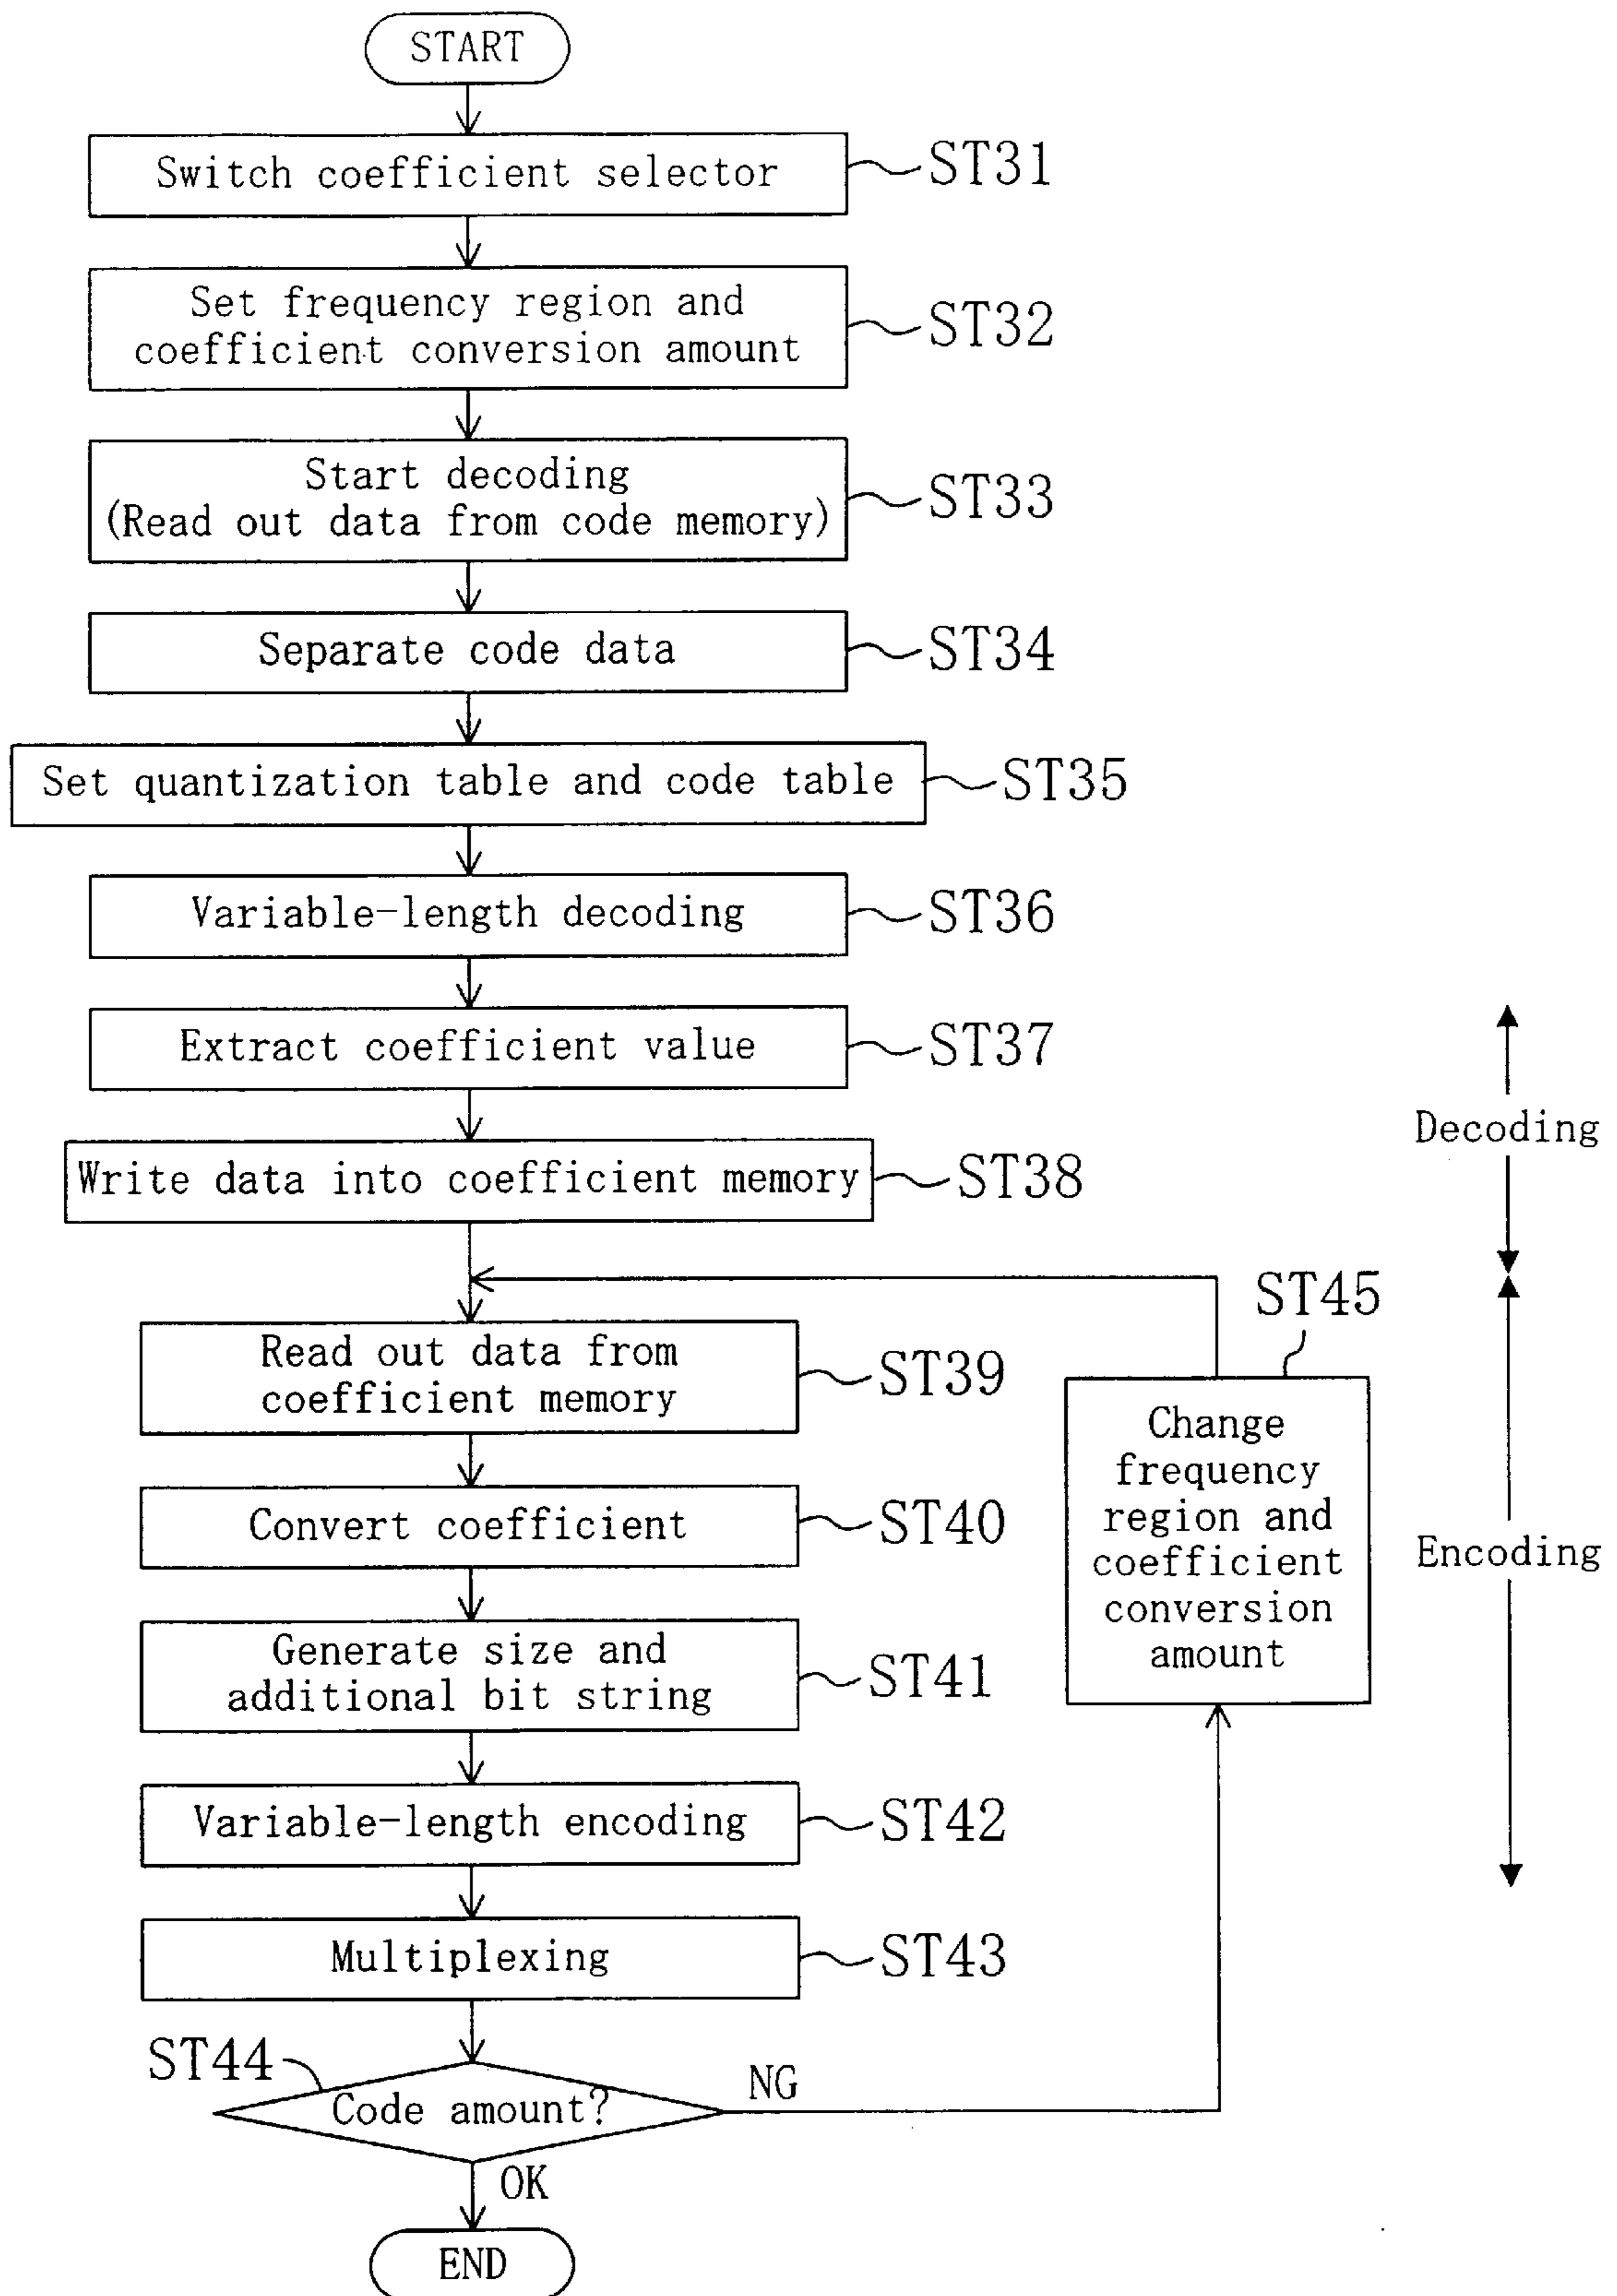 START
Switch coefficient selector
ST31
Set frequency region and
coefficient conversion amount
ST32
Start decoding
(Read out data from code memory)
ST33
Separate code data
ST34
Set quantization table and code table
ST35
Variable-length decoding
ST36
Extract coefficient value
ST37
Decoding
Write data into coefficient memory
ST38
ST45
Read out data from
coefficient memory
ST39
Change
frequency
region and
coefficient
conversion
amount
Encoding
Convert coefficient
ST40
Generate size and
additional bit string
ST41
Variable-length encoding
ST42
Multiplexing
ST43
ST44
Code amount?
NG
OK
END